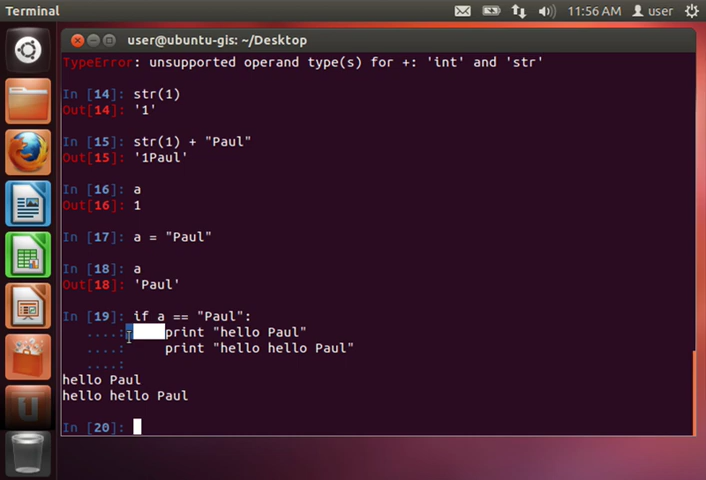 Terminal
11:56 AM
user
user@ubuntu-gis: ~/Desktop
TypeError: unsupported operand type(s) for +: 'int' and 'str'
In [14]: str(1)
Out[14]: '1'
In [15]: str(1) + "Paul"
Out[15]: '1Paul'
In [16]: a
Out[16]: 1
In [17]: a = "Paul"
In [18]: a
Out[18]: 'Paul'
In [19]: if a == "Paul":
....: print "hello Paul"
....: print "hello hello Paul"
....:
hello Paul
hello hello Paul
In [20]: